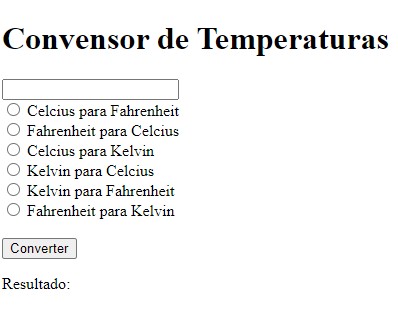 Convensor de Temperaturas
Celcius para Fahrenheit
Fahrenheit para Celcius
Celcius para Kelvin
Kelvin para Celcius
Kelvin para Fahrenheit
Fahrenheit para Kelvin
Converter
Resultado: